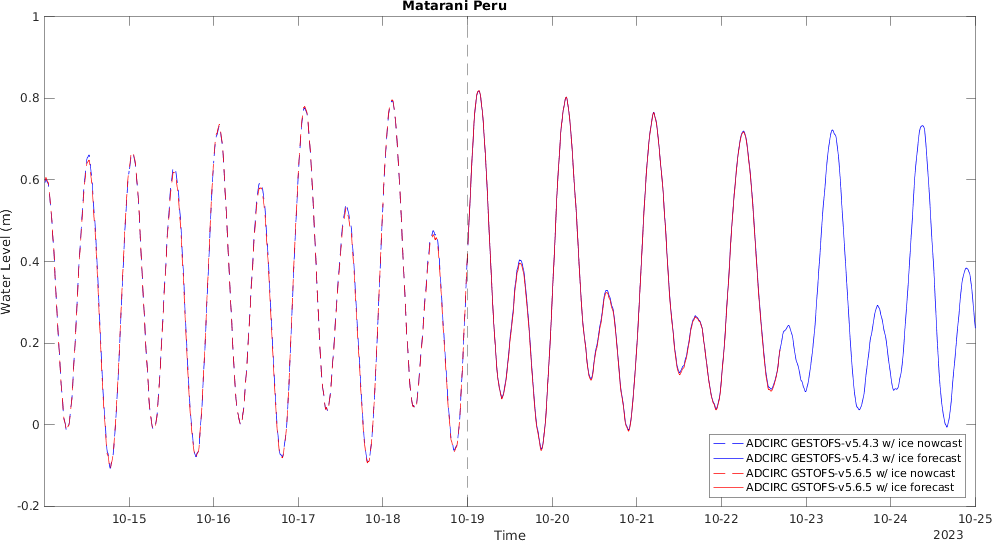 Matarani Peru
1
0.8
0.6
0.4
0.2
0
-0.2
Water Level (m)
10-15 10-16 10-17 10-18 10-19 10-20 10-21 10-22 10-23 10-24 10-25
Time
2023
ADCIRC GESTOFS-v5.4.3 w/ ice nowcast
ADCIRC GESTOFS-v5.4.3 w/ ice forecast
ADCIRC GSTOFS-v5.6.5 w/ ice nowcast
ADCIRC GSTOFS-v5.6.5 w/ ice forecast